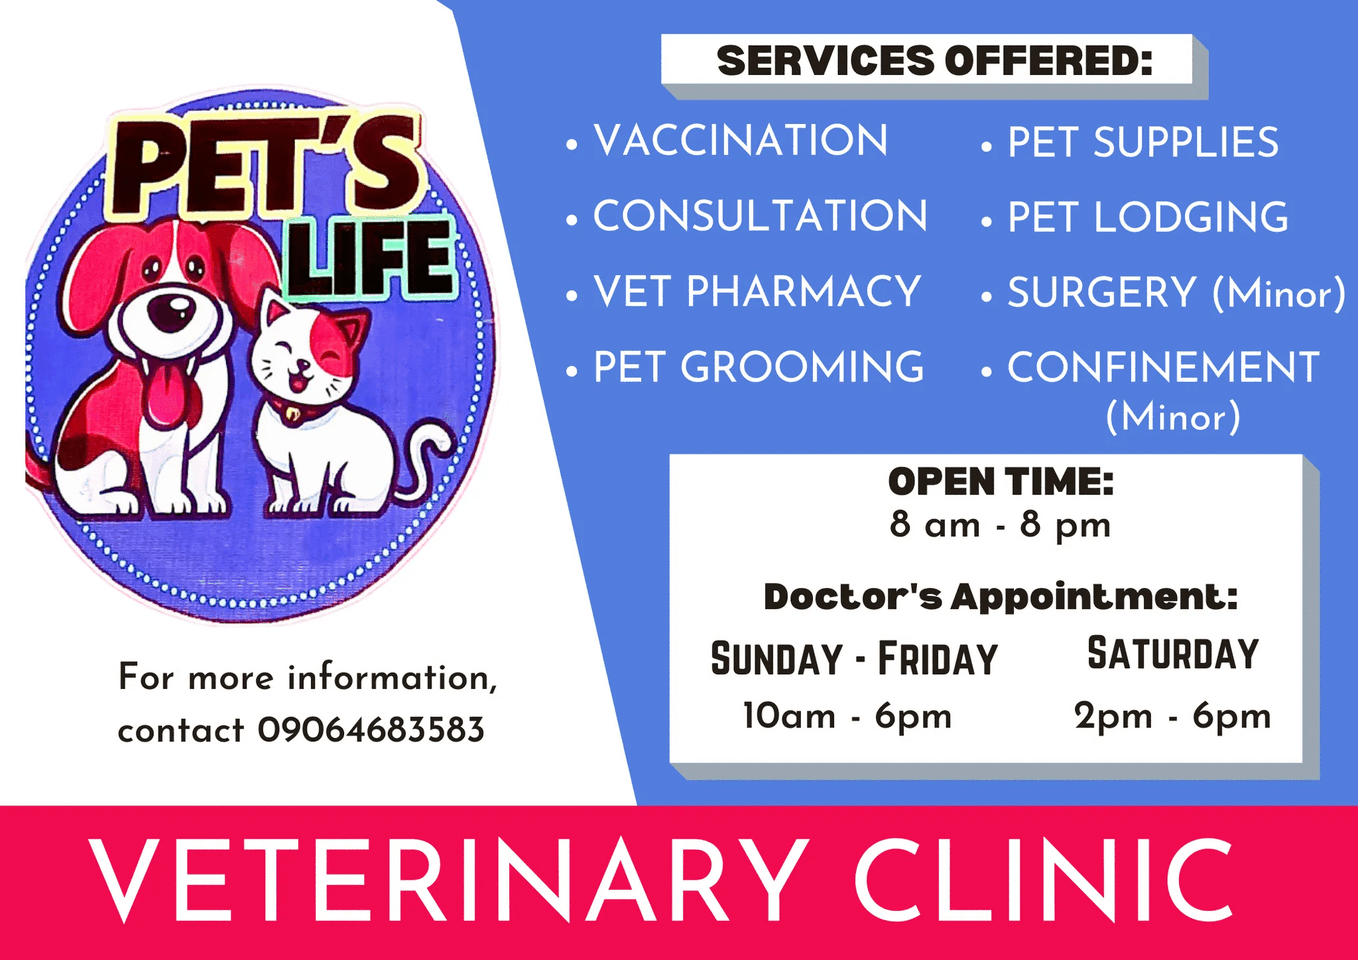 PET'S
LIFE
For more information,
contact 09064683583
SERVICES OFFERED:
• VACCINATION
• CONSULTATION
• VET PHARMACY
• PET GROOMING
• PET SUPPLIES
• PET LODGING
• SURGERY (Minor)
• CONFINEMENT
(Minor)
OPEN TIME:
8 am - 8 pm
Doctor's Appointment:
SUNDAY - FRIDAY
10am - 6pm
SATURDAY
2pm - 6pm
VETERINARY CLINIC